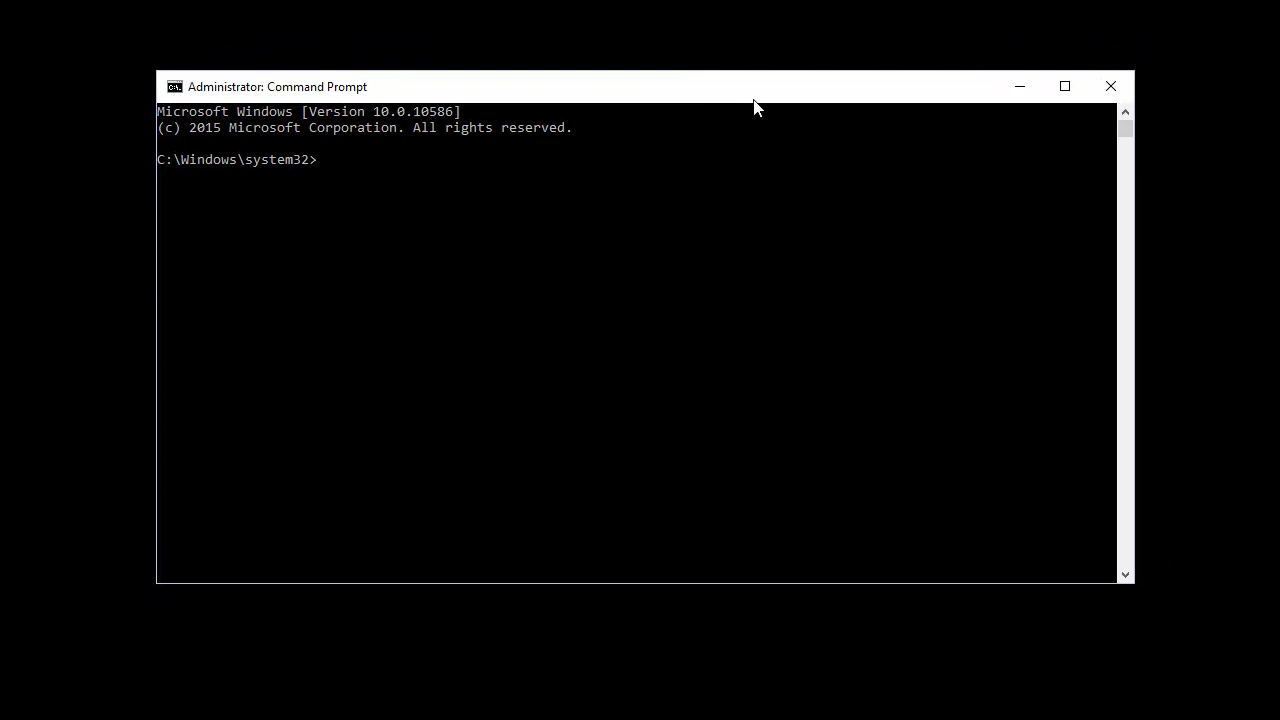 Administrator: Command Prompt
Microsoft Windows [Version 10.0.10586]
(c) 2015 Microsoft Corporation. All rights reserved.
C:\Windows\system32>